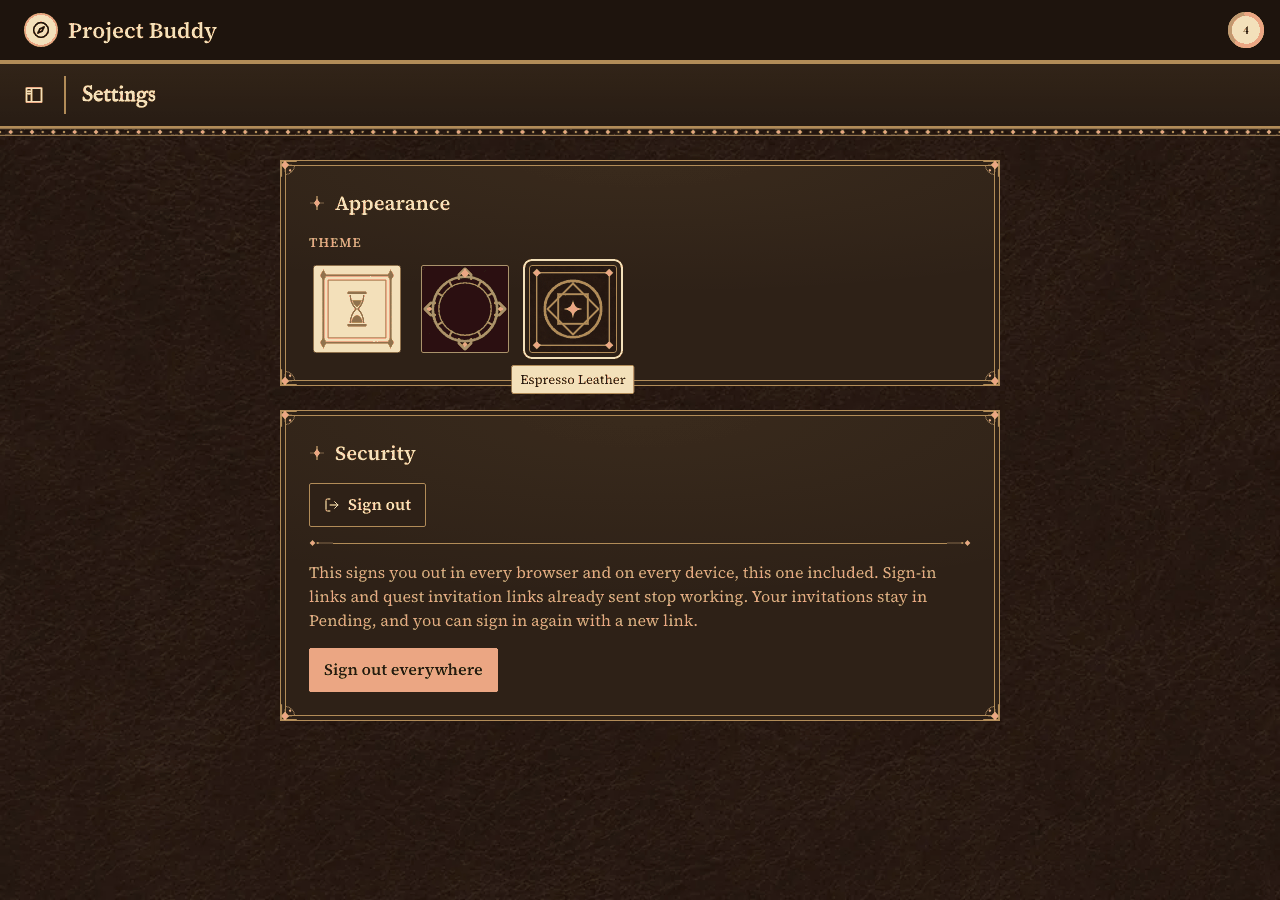 Project Buddy
4
Settings
Appearance
THEME
Espresso Leather
Security
Sign out
This signs you out in every browser and on every device, this one included. Sign-in
links and quest invitation links already sent stop working. Your invitations stay in
Pending, and you can sign in again with a new link.
Sign out everywhere